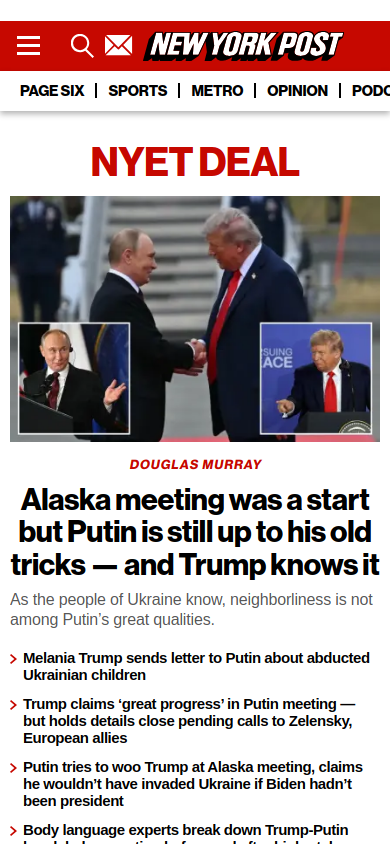 NEW YORK POST
PAGE SIX | SPORTS | METRO | OPINION |
NYET DEAL
SUING
ACE
DOUGLAS MURRAY
Alaska meeting was a start
but Putin is still up to his old
tricks — and Trump knows it
As the people of Ukraine know, neighborliness is not
among Putin’s great qualities.
Melania Trump sends letter to Putin about abducted
Ukrainian children
Trump claims ‘great progress’ in Putin meeting —
but holds details close pending calls to Zelensky,
European allies
Putin tries to woo Trump at Alaska meeting, claims
he wouldn’t have invaded Ukraine if Biden hadn’t
been president
Body language experts break down Trump-Putin